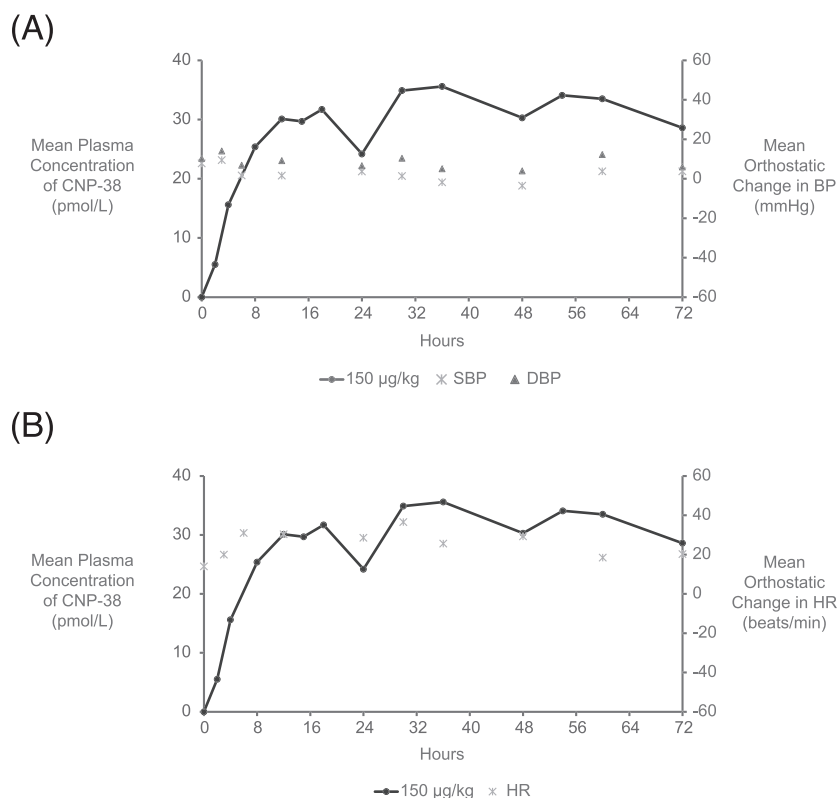 (A)
40
30
20
10
0
Mean Plasma
Concentration
of CNP-38
(pmol/L)
60
40
20
0
-20
-40
-60
Mean
Orthostatic
Change in BP
(mmHg)
0 8 16 24 32 40 48 56 64 72
Hours
150 µg/kg SBP DBP
(B)
40
30
20
10
0
Mean Plasma
Concentration
of CNP-38
(pmol/L)
60
40
20
0
-20
-40
-60
Mean
Orthostatic
Change in HR
(beats/min)
0 8 16 24 32 40 48 56 64 72
Hours
150 µg/kg HR